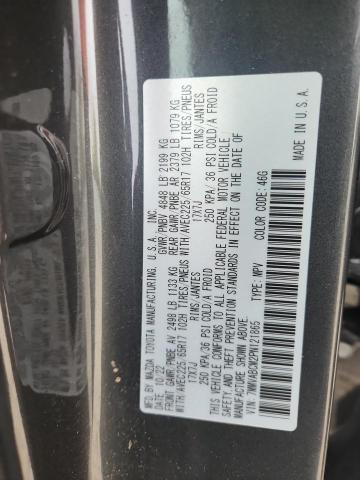 MFD. BY MAZDA TOYOTA MANUFACTURING, U.S.A. INC.
DATE: 10/22 GVWR/PNBV 4848 LB 2199 KG
FRONT GAWR/PNBE AV 2498 LB 1133 KG REAR GAWR/PNBE AR 2379 LB 1079 KG
WITH/AVEC225/65R17 102H TIRES/PNEUS WITH/AVEC225/65R17 102H TIRES/PNEUS
17X7J RIMS/JANTES 17X7J RIMS/JANTES
250 KPA/36 PSI COLD/A FROID 250 KPA/36 PSI COLD/A FROID
THIS VEHICLE CONFORMS TO ALL APPLICABLE FEDERAL MOTOR VEHICLE
SAFETY, AND THEFT PREVENTION STANDARDS IN EFFECT ON THE DATE OF
MANUFACTURE SHOWN ABOVE.
VIN: TYPE: MPV COLOR CODE: 46G
MADE IN U.S.A.